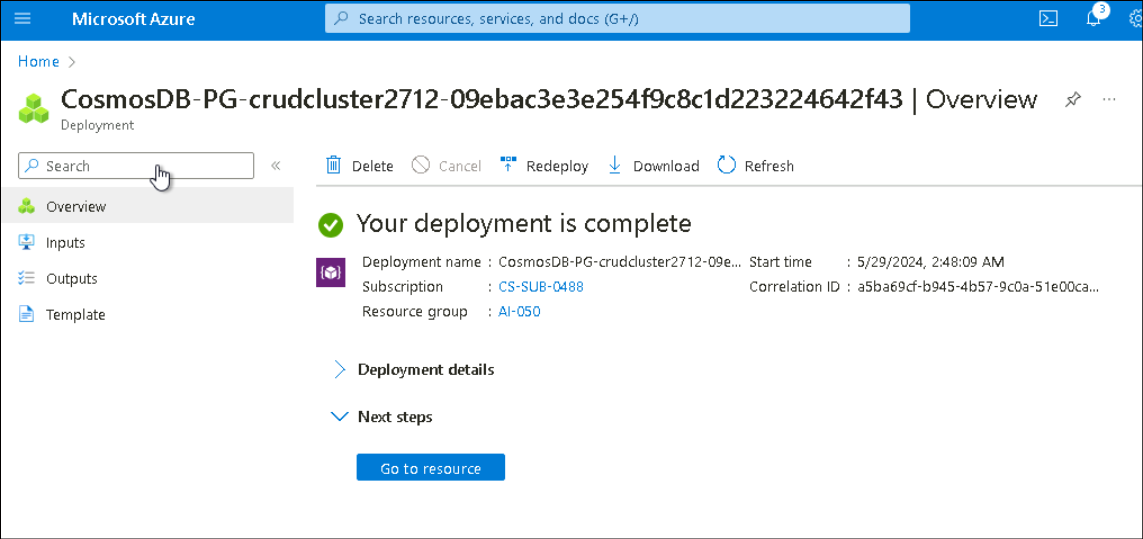 Microsoft Azure
Search resources, services, and docs (G+/)
3
Home >
CosmosDB-PG-crudcluster2712-09ebac3e3e254f9c8c1d223224642f43 | Overview
...
Deployment
Search
«
Delete
Cancel
Redeploy
Download
Refresh
Overview
Inputs
Outputs
Template
Your deployment is complete
Deployment name : CosmosDB-PG-crudcluster2712-09e... Start time : 5/29/2024, 2:48:09 AM
Subscription : CS-SUB-0488 Correlation ID : a5ba69cf-b945-4b57-9c0a-51e00ca...
Resource group : AI-050
Deployment details
Next steps
Go to resource